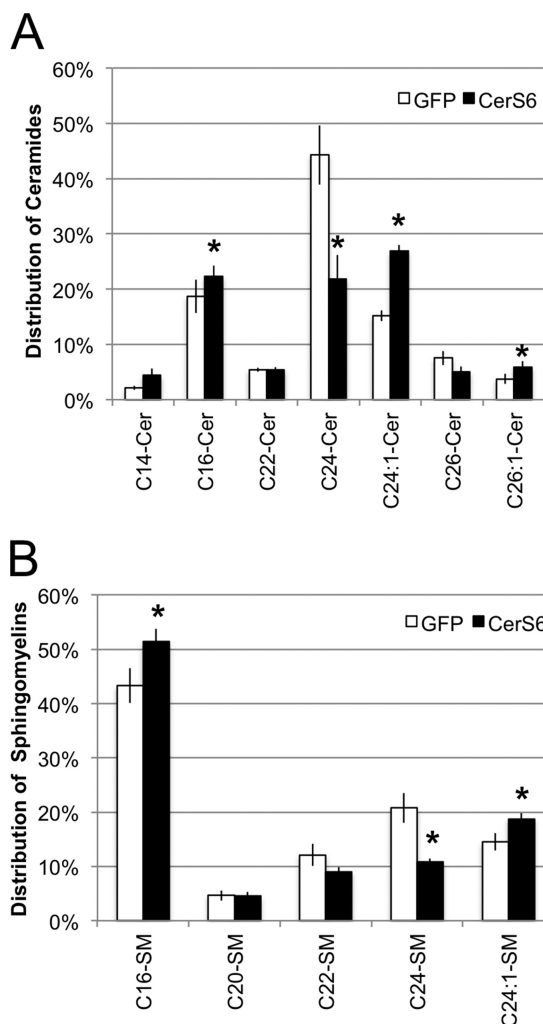 A
Distribution of Ceramides
60%
50%
40%
30%
20%
10%
0%
GFP CerS6
*
*
*
*
C14-Cer
C16-Cer
C22-Cer
C24-Cer
C24:1-Cer
C26-Cer
C26:1-Cer
B
Distribution of Sphingomyelins
60%
50%
40%
30%
20%
10%
0%
GFP CerS6
*
*
*
C16-SM
C20-SM
C22-SM
C24-SM
C24:1-SM